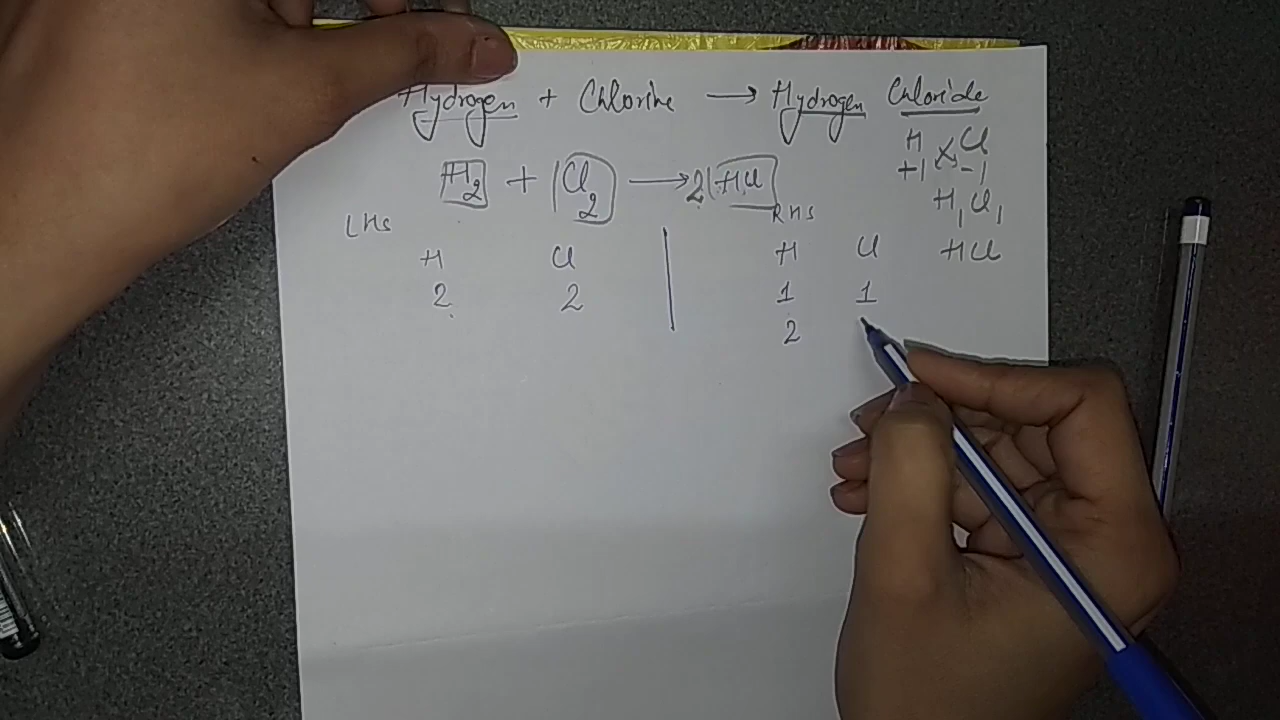 Hydrogen + Chlorine → Hydrogen Chloride
H Cl
+1 -1
H₂ + Cl₂ → 2HCl
H₁Cl₁
LHS RHS
H Cl H Cl HCl
2 2 1 1
2